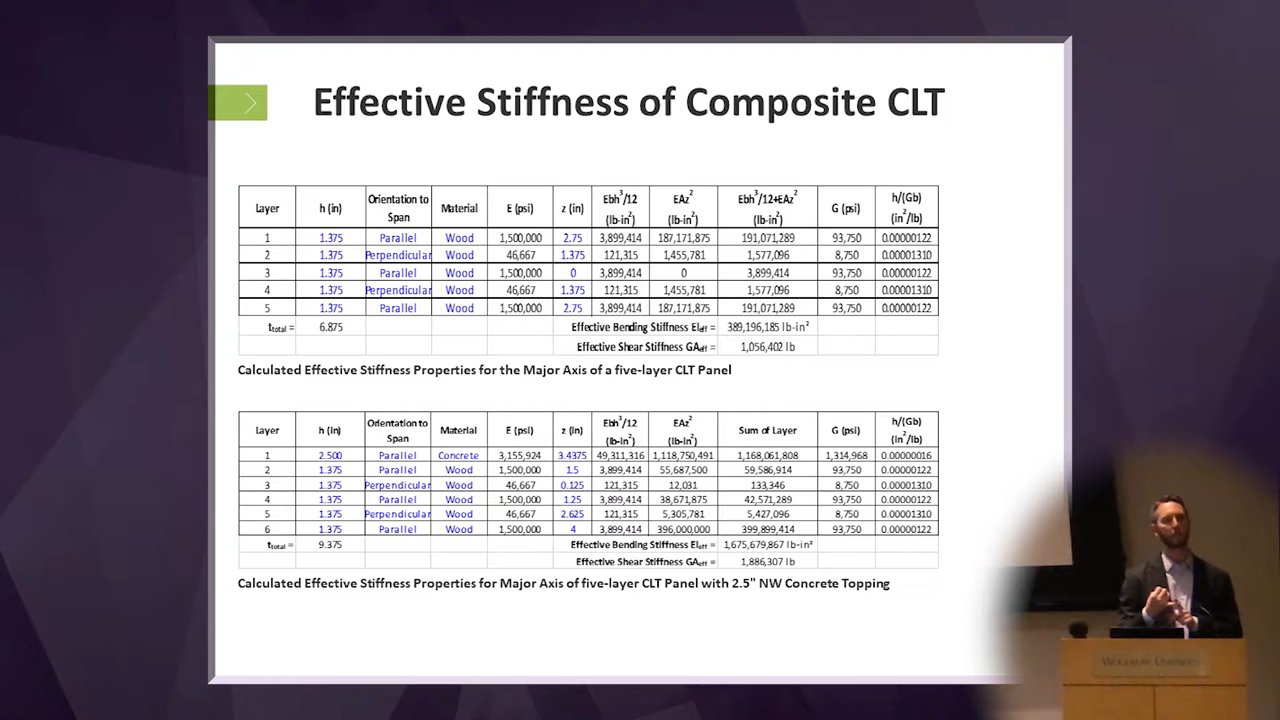 Effective Stiffness of Composite CLT
Layer h (in) Orientation to Span Material E (psi) z (in) Ebh³/12 (lb-in²) EAz² (lb-in²) Ebh³/12+EAz² (lb-in²) G (psi) h/(Gb) (in²/lb)
1 1.375 Parallel Wood 1,500,000 2.75 3,899,414 187,171,875 191,071,289 93,750 0.00000122
2 1.375 Perpendicular Wood 46,667 1.375 121,315 1,455,781 1,577,096 8,750 0.00001310
3 1.375 Parallel Wood 1,500,000 0 3,899,414 0 3,899,414 93,750 0.00000122
4 1.375 Perpendicular Wood 46,667 1.375 121,315 1,455,781 1,577,096 8,750 0.00001310
5 1.375 Parallel Wood 1,500,000 2.75 3,899,414 187,171,875 191,071,289 93,750 0.00000122
t_total = 6.875 Effective Bending Stiffness EI_eff = 389,196,185 lb-in²
Effective Shear Stiffness GA_eff = 1,056,402 lb
Calculated Effective Stiffness Properties for the Major Axis of a five-layer CLT Panel
Layer h (in) Orientation to Span Material E (psi) z (in) Ebh³/12 (lb-in²) EAz² (lb-in²) Sum of Layer G (psi) h/(Gb) (in²/lb)
1 2.500 Parallel Concrete 3,155,924 3.4375 49,311,316 1,118,750,491 1,168,061,808 1,314,968 0.00000016
2 1.375 Parallel Wood 1,500,000 1.5 3,899,414 55,687,500 59,586,914 93,750 0.00000122
3 1.375 Perpendicular Wood 46,667 0.125 121,315 12,031 133,346 8,750 0.00001310
4 1.375 Parallel Wood 1,500,000 1.25 3,899,414 38,671,875 42,571,289 93,750 0.00000122
5 1.375 Perpendicular Wood 46,667 2.625 121,315 5,305,781 5,427,096 8,750 0.00001310
6 1.375 Parallel Wood 1,500,000 4 3,899,414 396,000,000 399,899,414 93,750 0.00000122
t_total = 9.375 Effective Bending Stiffness EI_eff = 1,675,679,867 lb-in²
Effective Shear Stiffness GA_eff = 1,886,307 lb
Calculated Effective Stiffness Properties for Major Axis of five-layer CLT Panel with 2.5" NW Concrete Topping